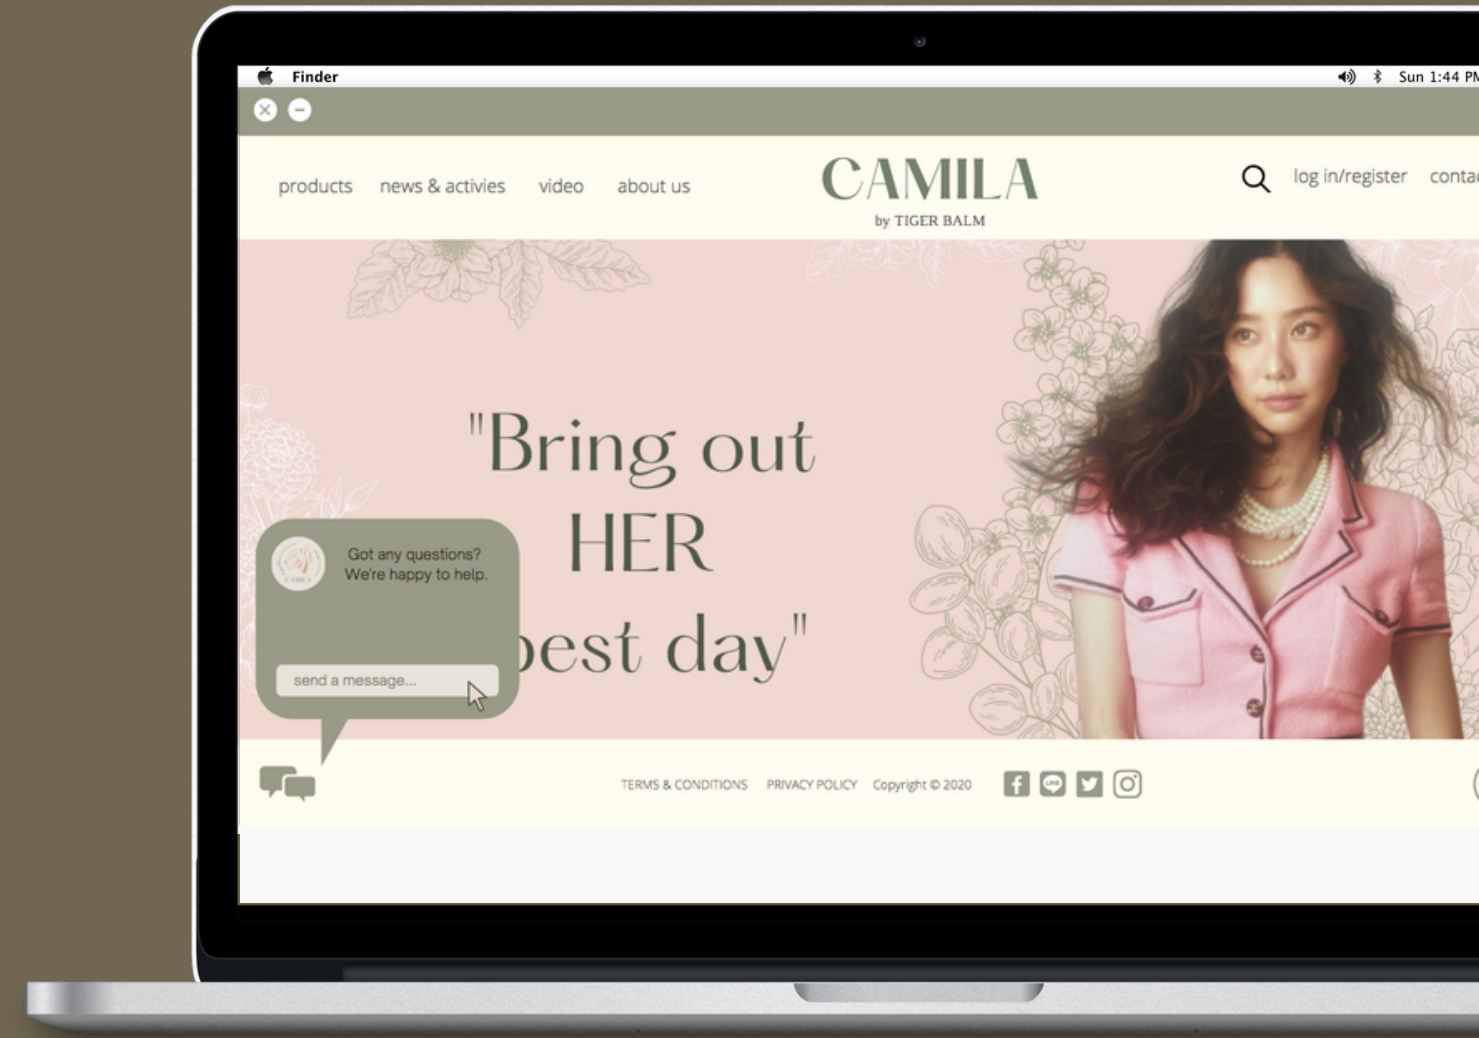 Finder
Sun 1:44 PM
products news & activies video about us
CAMILA
by TIGER BALM
log in/register
"Bring out
HER
best day"
Got any questions?
We're happy to help.
send a message...
TERMS & CONDITIONS PRIVACY POLICY Copyright © 2020
LINE
CAMILA